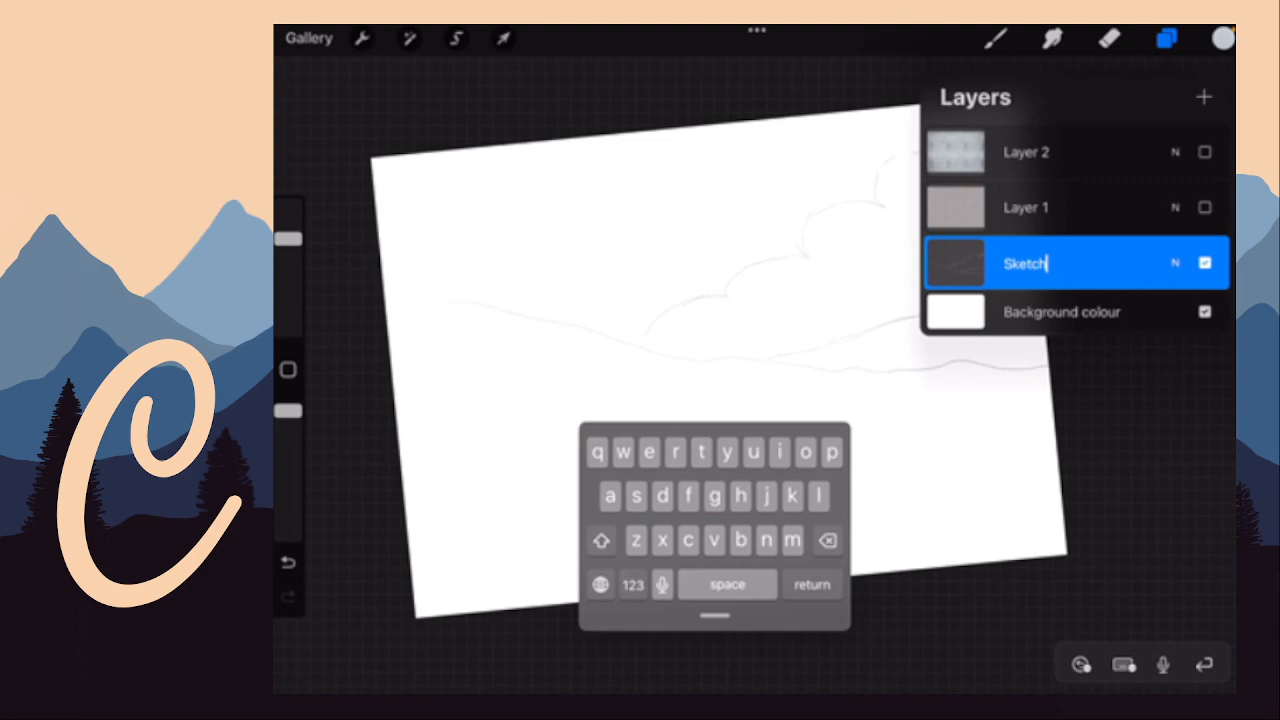 Gallery
Layers
Layer 2 N
Layer 1 N
Sketch N
Background colour
C
q w e r t y u i o p
a s d f g h j k l
z x c v b n m
123 space return